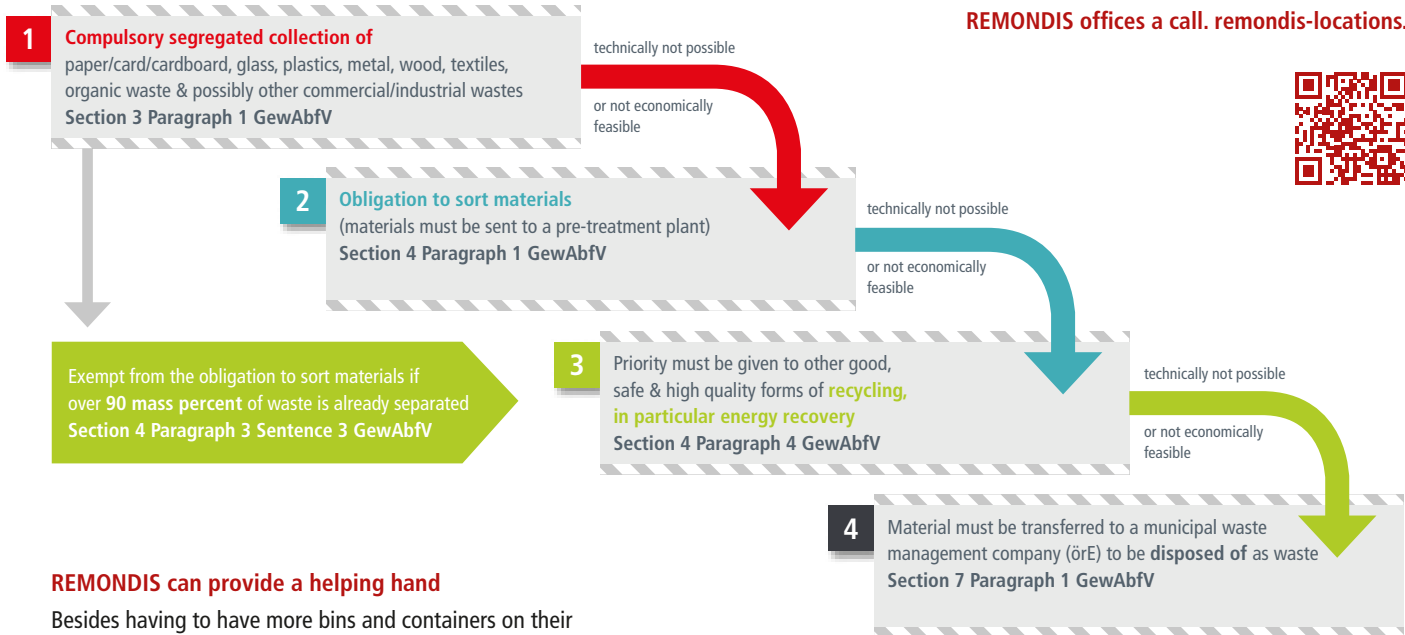 REMONDIS offices a call. remondis-locations.
1
Compulsory segregated collection of
paper/card/cardboard, glass, plastics, metal, wood, textiles,
organic waste & possibly other commercial/industrial wastes
Section 3 Paragraph 1 GewAbfV
technically not possible
or not economically
feasible
2
Obligation to sort materials
(materials must be sent to a pre-treatment plant)
Section 4 Paragraph 1 GewAbfV
technically not possible
or not economically
feasible
Exempt from the obligation to sort materials if
over 90 mass percent of waste is already separated
Section 4 Paragraph 3 Sentence 3 GewAbfV
3
Priority must be given to other good,
safe & high quality forms of recycling,
in particular energy recovery
Section 4 Paragraph 4 GewAbfV
technically not possible
or not economically
feasible
4
Material must be transferred to a municipal waste
management company (örE) to be disposed of as waste
Section 7 Paragraph 1 GewAbfV
REMONDIS can provide a helping hand
Besides having to have more bins and containers on their